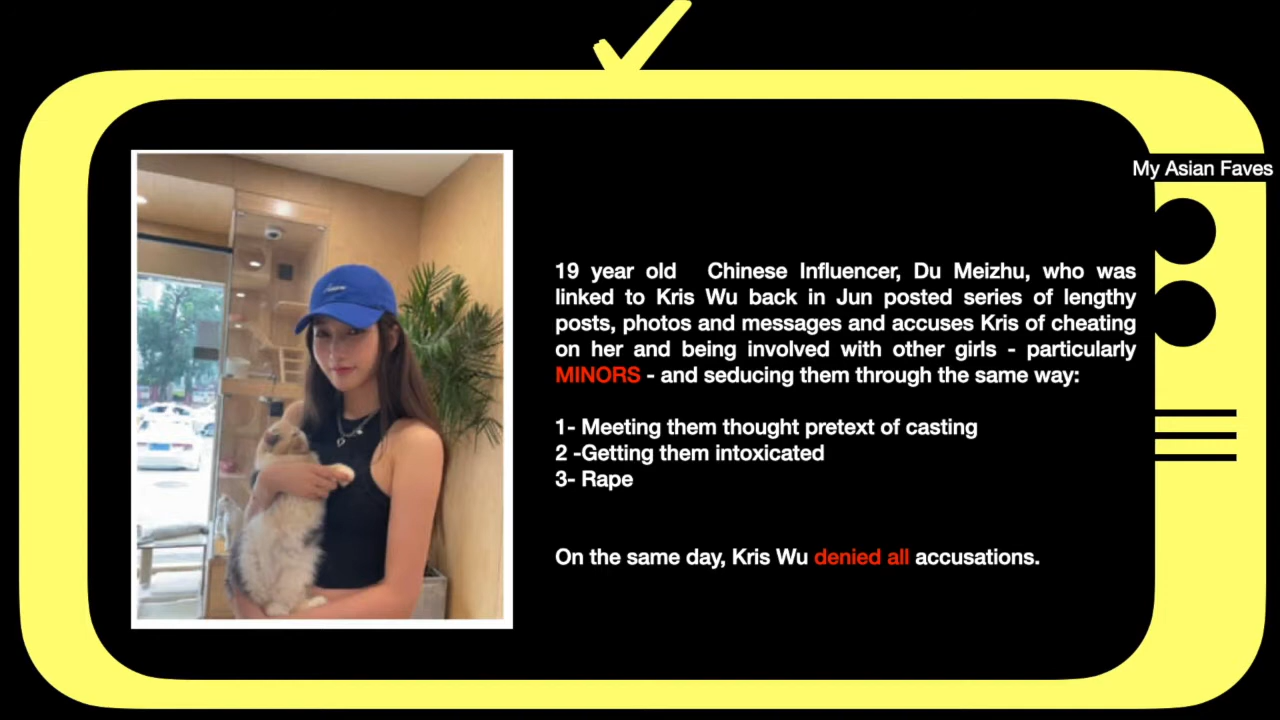 My Asian Faves
19 year old Chinese Influencer, Du Meizhu, who was
linked to Kris Wu back in Jun posted series of lengthy
posts, photos and messages and accuses Kris of cheating
on her and being involved with other girls - particularly
MINORS - and seducing them through the same way:
1- Meeting them thought pretext of casting
2 -Getting them intoxicated
3- Rape
On the same day, Kris Wu denied all accusations.